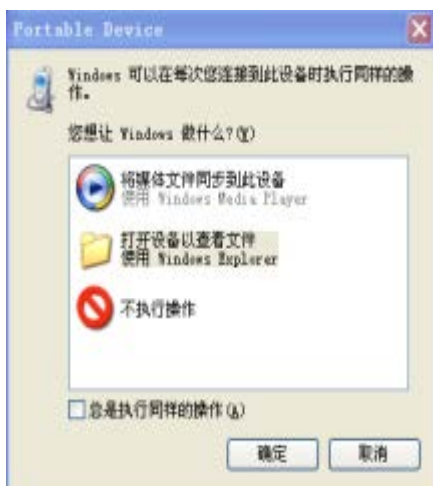 Portable Device
Windows 可以在每次您连接到此设备时执行同样的操
作。
您想让 Windows 做什么?(W)
将媒体文件同步到此设备
使用 Windows Media Player
打开设备以查看文件
使用 Windows Explorer
不执行操作
总是执行同样的操作(A)
确定
取消